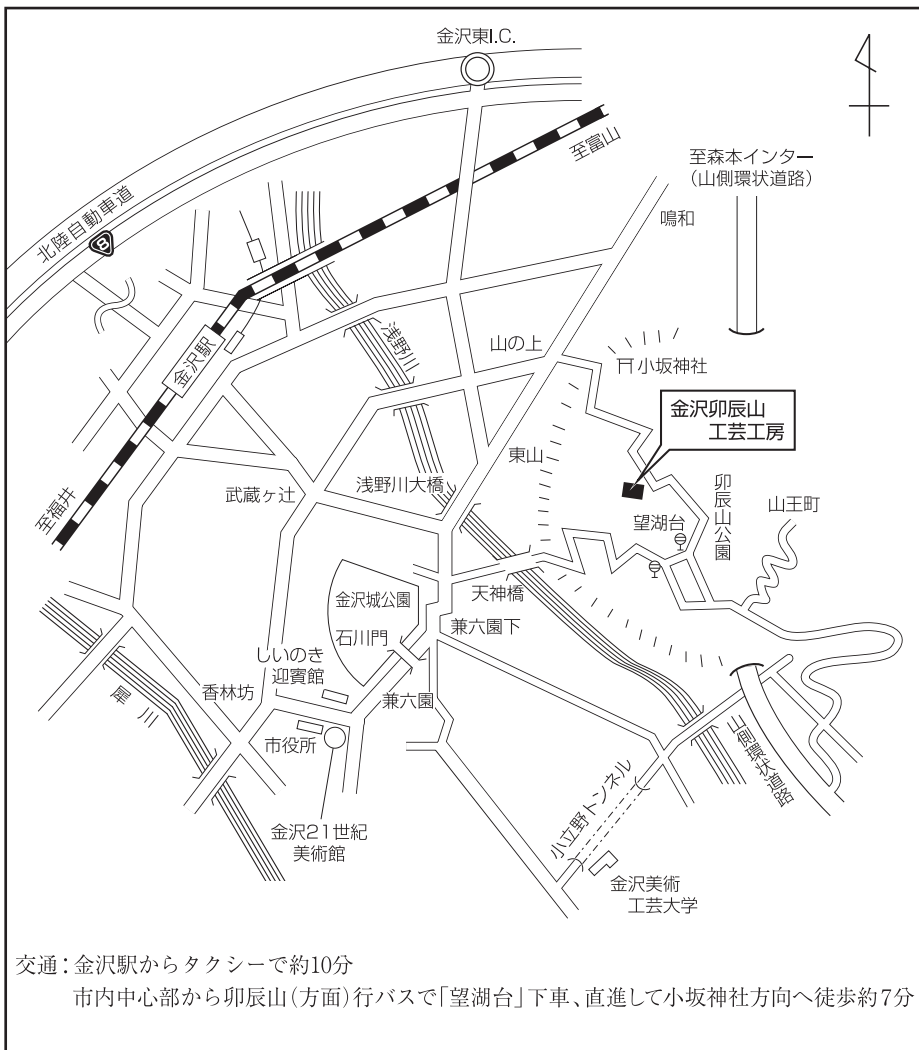 金沢東I.C.
至富山
至森本インター
(山側環状道路)
北陸自動車道
8
鳴和
浅野川
山の上
小坂神社
金沢駅
金沢卯辰山
工芸工房
東山
至福井
武蔵ヶ辻
浅野川大橋
卯辰山公園
望湖台
山王町
天神橋
金沢城公園
兼六園下
石川門
しいのき
迎賓館
香林坊
兼六園
犀川
市役所
山側環状道路
小立野トンネル
金沢21世紀
美術館
金沢美術
工芸大学
交通:金沢駅からタクシーで約10分
市内中心部から卯辰山(方面)行バスで「望湖台」下車、直進して小坂神社方向へ徒歩約7分